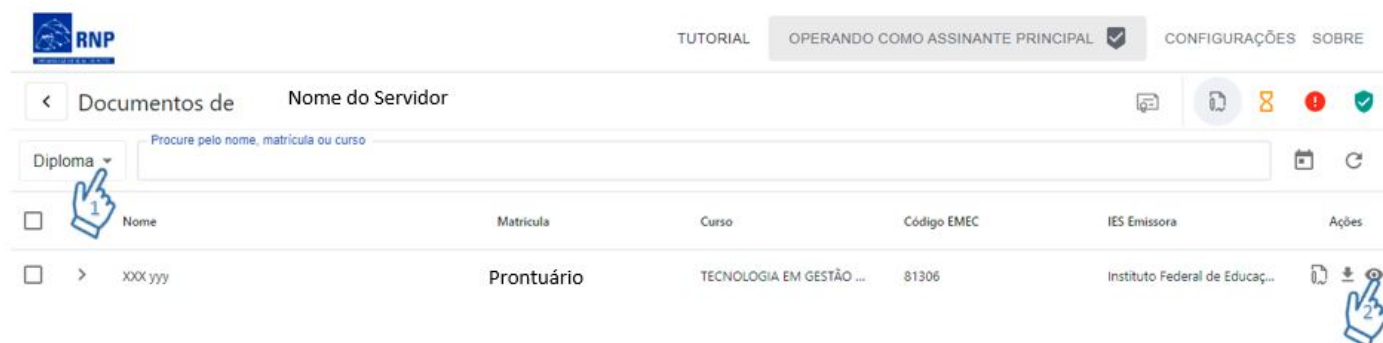 RNP
TUTORIAL OPERANDO COMO ASSINANTE PRINCIPAL CONFIGURAÇÕES SOBRE
Documentos de Nome do Servidor
Procure pelo nome, matrícula ou curso
Diploma
1
Nome Matrícula Curso Código EMEC IES Emissora Ações
XXX yyy Prontuário TECNOLOGIA EM GESTÃO ... 81306 Instituto Federal de Educaç...
2